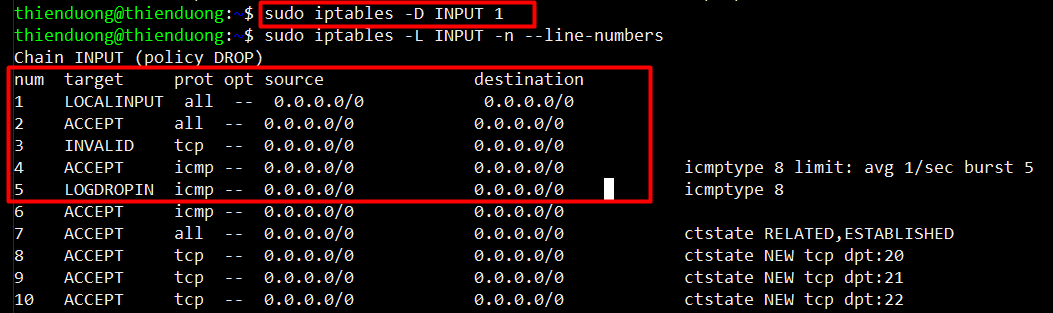 thienduong@thienduong:~$ sudo iptables -D INPUT 1
thienduong@thienduong:~$ sudo iptables -L INPUT -n --line-numbers
Chain INPUT (policy DROP)
num  target     prot opt source               destination
1    LOCALINPUT  all  --  0.0.0.0/0            0.0.0.0/0
2    ACCEPT     all  --  0.0.0.0/0            0.0.0.0/0
3    INVALID    tcp  --  0.0.0.0/0            0.0.0.0/0
4    ACCEPT     icmp --  0.0.0.0/0            0.0.0.0/0            icmptype 8 limit: avg 1/sec burst 5
5    LOGDROPIN  icmp --  0.0.0.0/0            0.0.0.0/0            icmptype 8
6    ACCEPT     icmp --  0.0.0.0/0            0.0.0.0/0
7    ACCEPT     all  --  0.0.0.0/0            0.0.0.0/0            ctstate RELATED,ESTABLISHED
8    ACCEPT     tcp  --  0.0.0.0/0            0.0.0.0/0            ctstate NEW tcp dpt:20
9    ACCEPT     tcp  --  0.0.0.0/0            0.0.0.0/0            ctstate NEW tcp dpt:21
10   ACCEPT     tcp  --  0.0.0.0/0            0.0.0.0/0            ctstate NEW tcp dpt:22